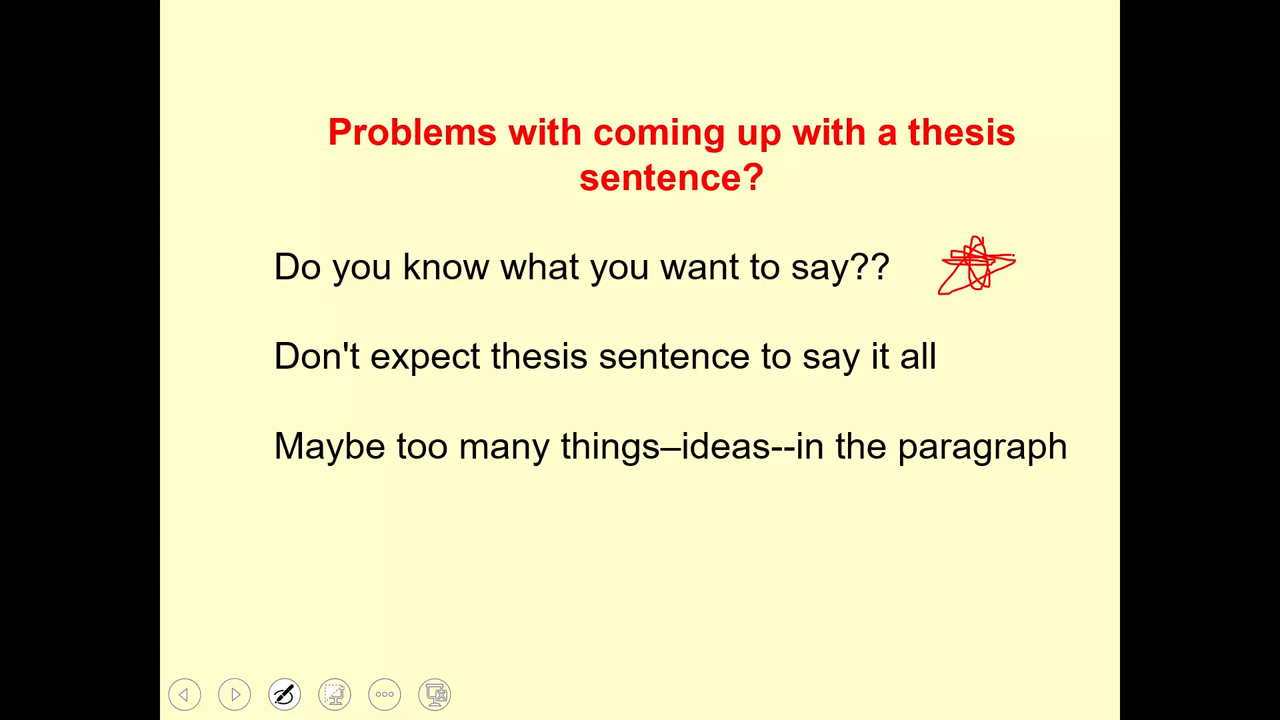 Problems with coming up with a thesis
sentence?
Do you know what you want to say??
Don't expect thesis sentence to say it all
Maybe too many things–ideas--in the paragraph